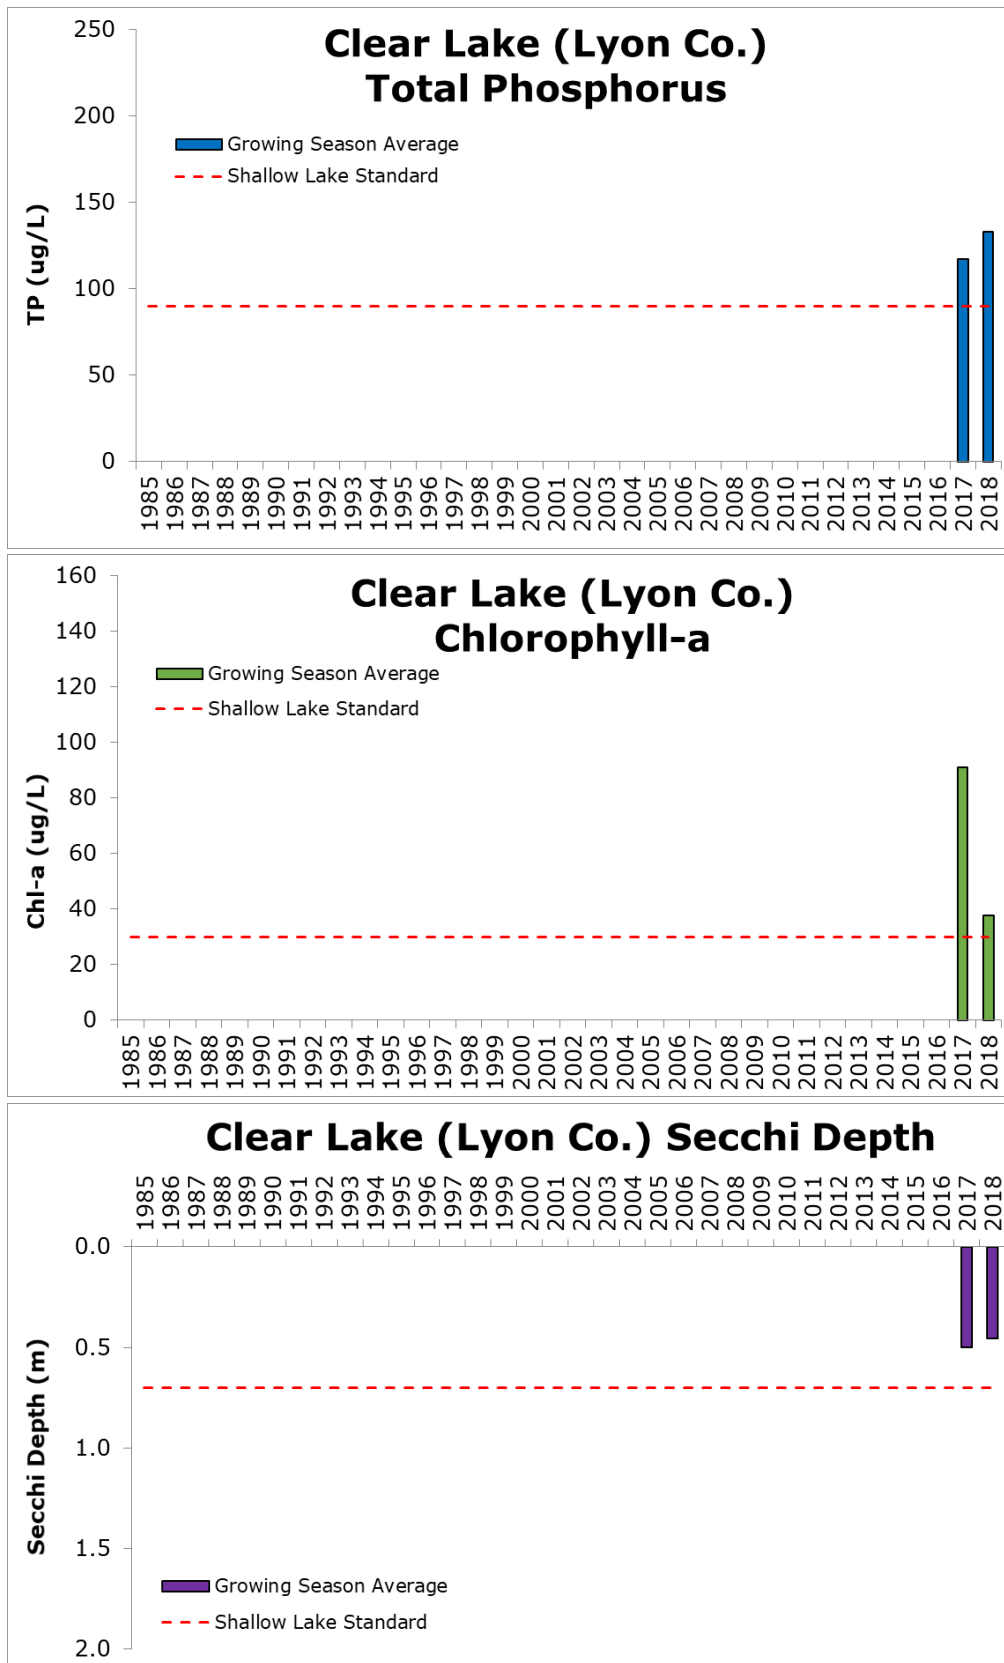 Clear Lake (Lyon Co.)
Total Phosphorus
Growing Season Average
Shallow Lake Standard
TP (ug/L)
250
200
150
100
50
0
1985 1986 1987 1988 1989 1990 1991 1992 1993 1994 1995 1996 1997 1998 1999 2000 2001 2002 2003 2004 2005 2006 2007 2008 2009 2010 2011 2012 2013 2014 2015 2016 2017 2018
Clear Lake (Lyon Co.)
Chlorophyll-a
Growing Season Average
Shallow Lake Standard
Chl-a (ug/L)
160
140
120
100
80
60
40
20
0
1985 1986 1987 1988 1989 1990 1991 1992 1993 1994 1995 1996 1997 1998 1999 2000 2001 2002 2003 2004 2005 2006 2007 2008 2009 2010 2011 2012 2013 2014 2015 2016 2017 2018
Clear Lake (Lyon Co.) Secchi Depth
1985 1986 1987 1988 1989 1990 1991 1992 1993 1994 1995 1996 1997 1998 1999 2000 2001 2002 2003 2004 2005 2006 2007 2008 2009 2010 2011 2012 2013 2014 2015 2016 2017 2018
Secchi Depth (m)
0.0
0.5
1.0
1.5
2.0
Growing Season Average
Shallow Lake Standard